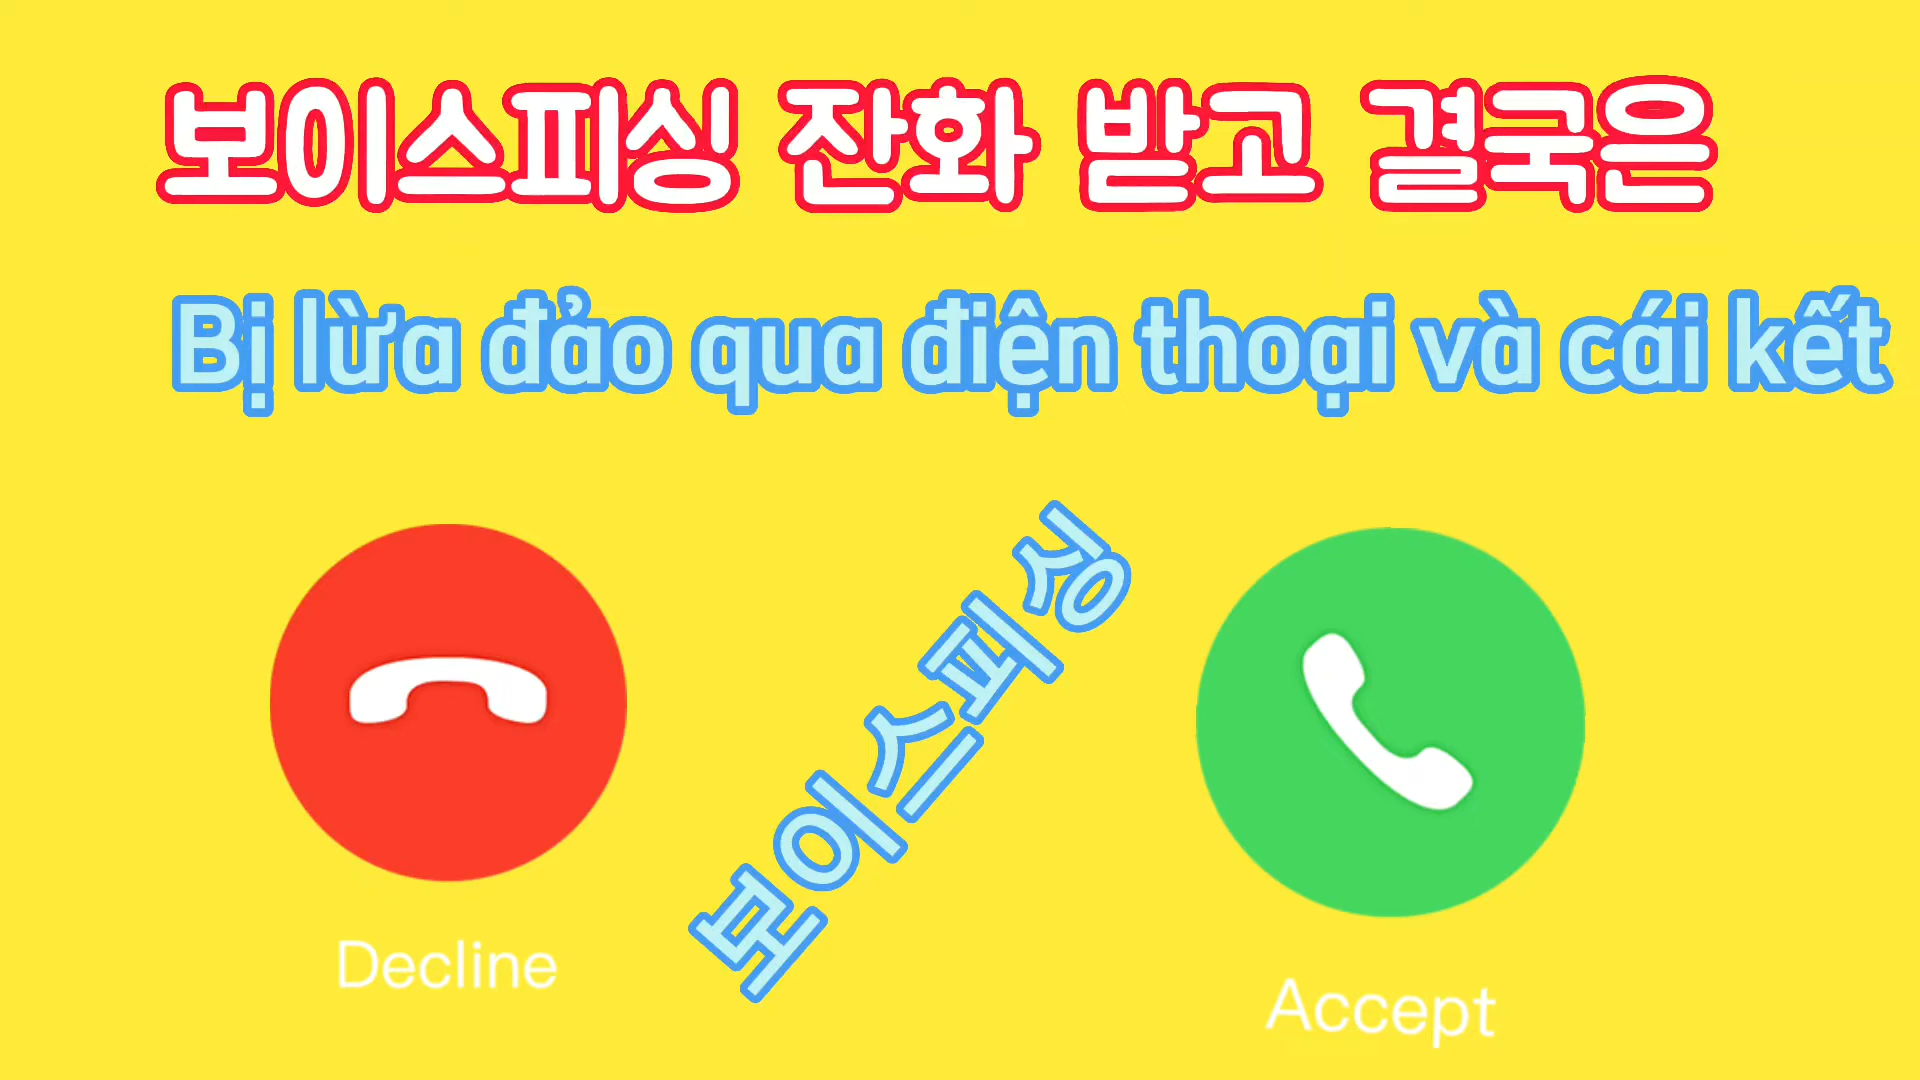 보이스피싱 잔화 받고 결국은
Bị lừa đảo qua điện thoại và cái kết
보이스피싱
Decline
Accept